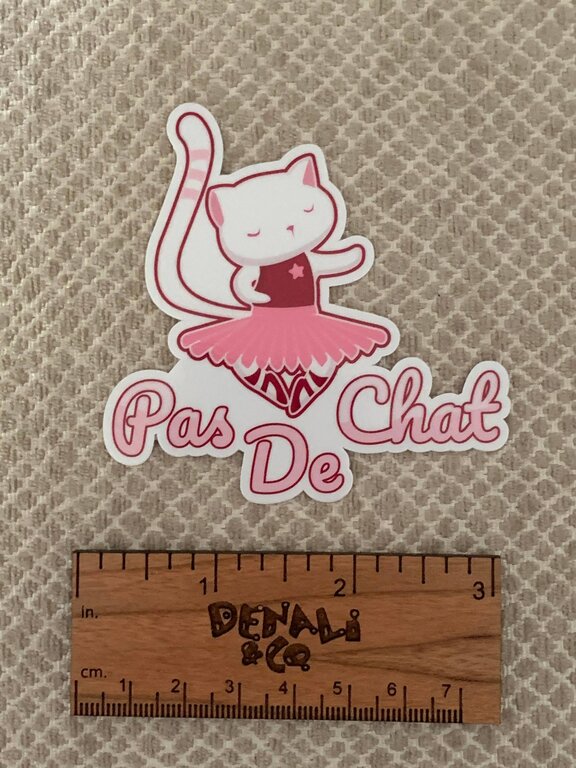 Pas De Chat
1 2 3
in.
DENALI
& CO
cm.
1 2 3 4 5 6 7